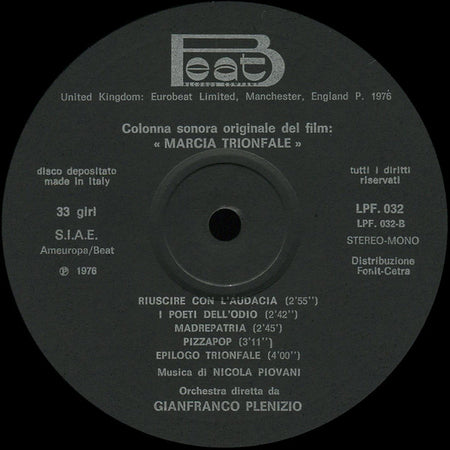 Beat
RECORDS COMPANY
United Kingdom: Eurobeat Limited, Manchester, England P. 1976
Colonna sonora originale del film:
« MARCIA TRIONFALE »
disco depositato
made in Italy
tutti i diritti
riservati
33 giri
S.I.A.E.
Ameuropa/Beat
℗ 1976
LPF. 032
LPF. 032-B
STEREO-MONO
Distribuzione
Fonit-Cetra
RIUSCIRE CON L'AUDACIA (2'55'')
I POETI DELL'ODIO (2'42'')
MADREPATRIA (2'45')
PIZZAPOP (3'11'')
EPILOGO TRIONFALE (4'00'')
Musica di NICOLA PIOVANI
Orchestra diretta da
GIANFRANCO PLENIZIO